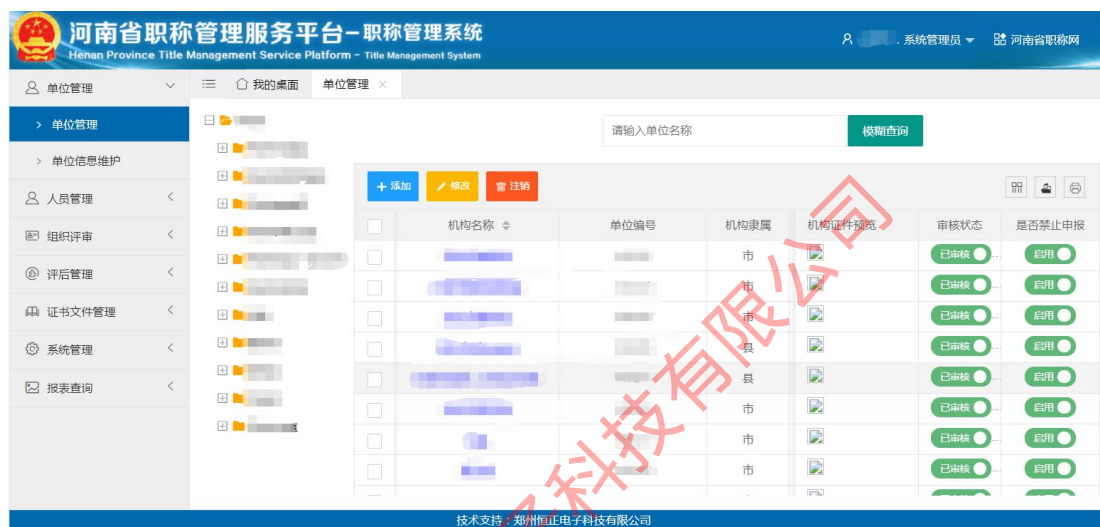 河南省职称管理服务平台-职称管理系统
Henan Province Title Management Service Platform - Title Management System
系统管理员
河南省职称网
单位管理
我的桌面 单位管理
单位管理
单位信息维护
人员管理
组织评审
评后管理
证书文件管理
系统管理
报表查询
请输入单位名称 模糊查询
添加 修改 注销
机构名称 单位编号 机构隶属 机构证件预览 审核状态 是否禁止申报
市 已审核 启用
市 已审核 启用
市 已审核 启用
县 已审核 启用
县 已审核 启用
市 已审核 启用
市 已审核 启用
市 已审核 启用
子科技有限公司
技术支持：郑州恒正电子科技有限公司